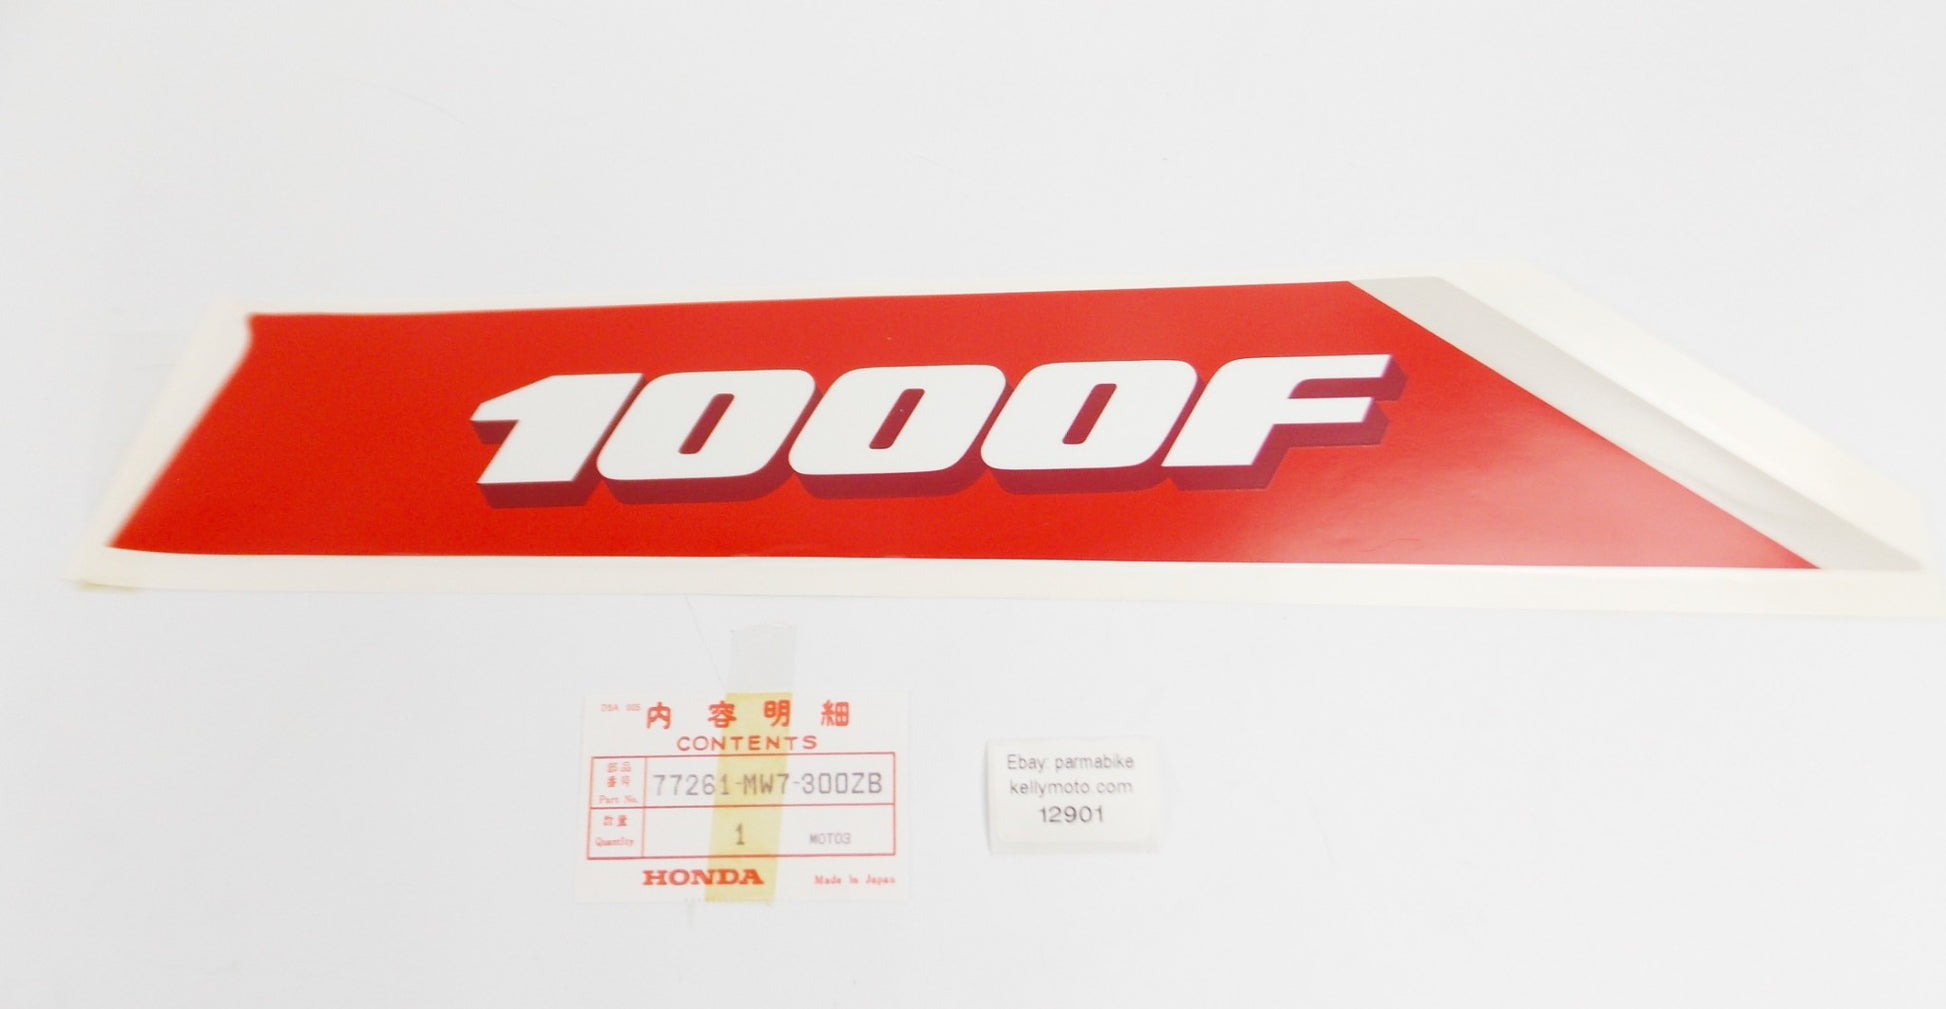 1000F
DSA 005
内容明細
CONTENTS
部品
番号
Part No.
77261-MW7-300ZB
数量
Quantity
1
MOTO3
HONDA
Made in Japan
Ebay: parmabike
kellymoto.com
12901